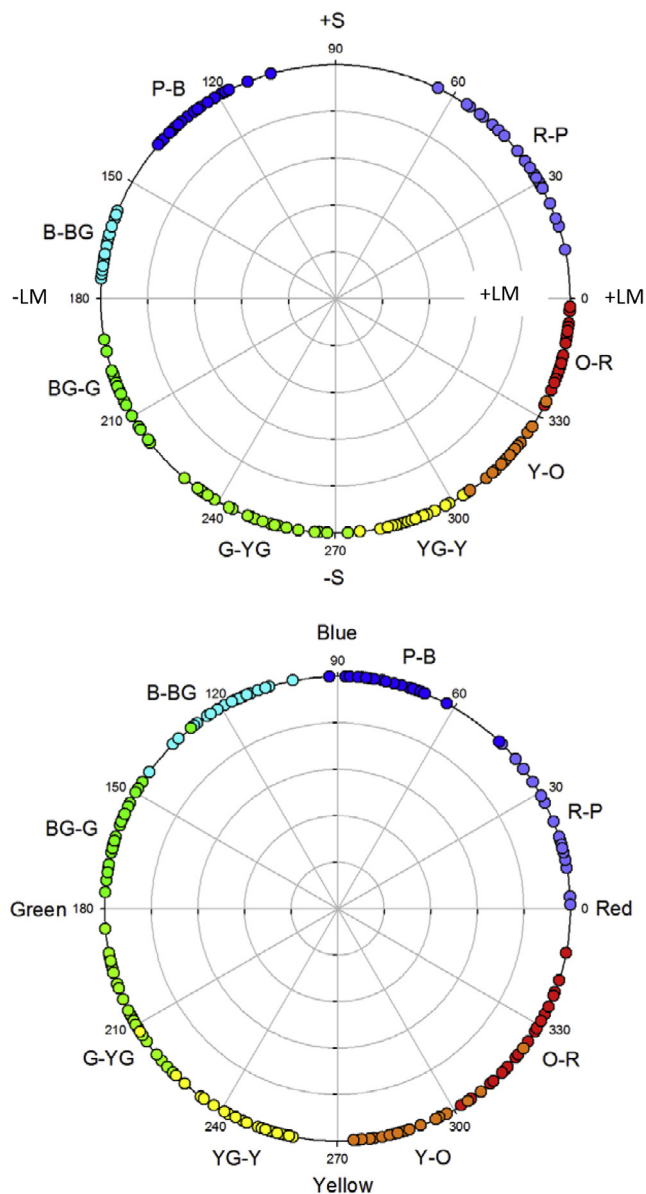 +S
90
P-B 120 60 R-P
150 30
B-BG
-LM 180 +LM 0 +LM
O-R
BG-G 210 330
Y-O
240 300
G-YG 270 YG-Y
-S
Blue
90 P-B
B-BG 120 60
150 30
BG-G R-P
Green 180 0 Red
210 330
G-YG O-R
240 300
YG-Y 270 Y-O
Yellow